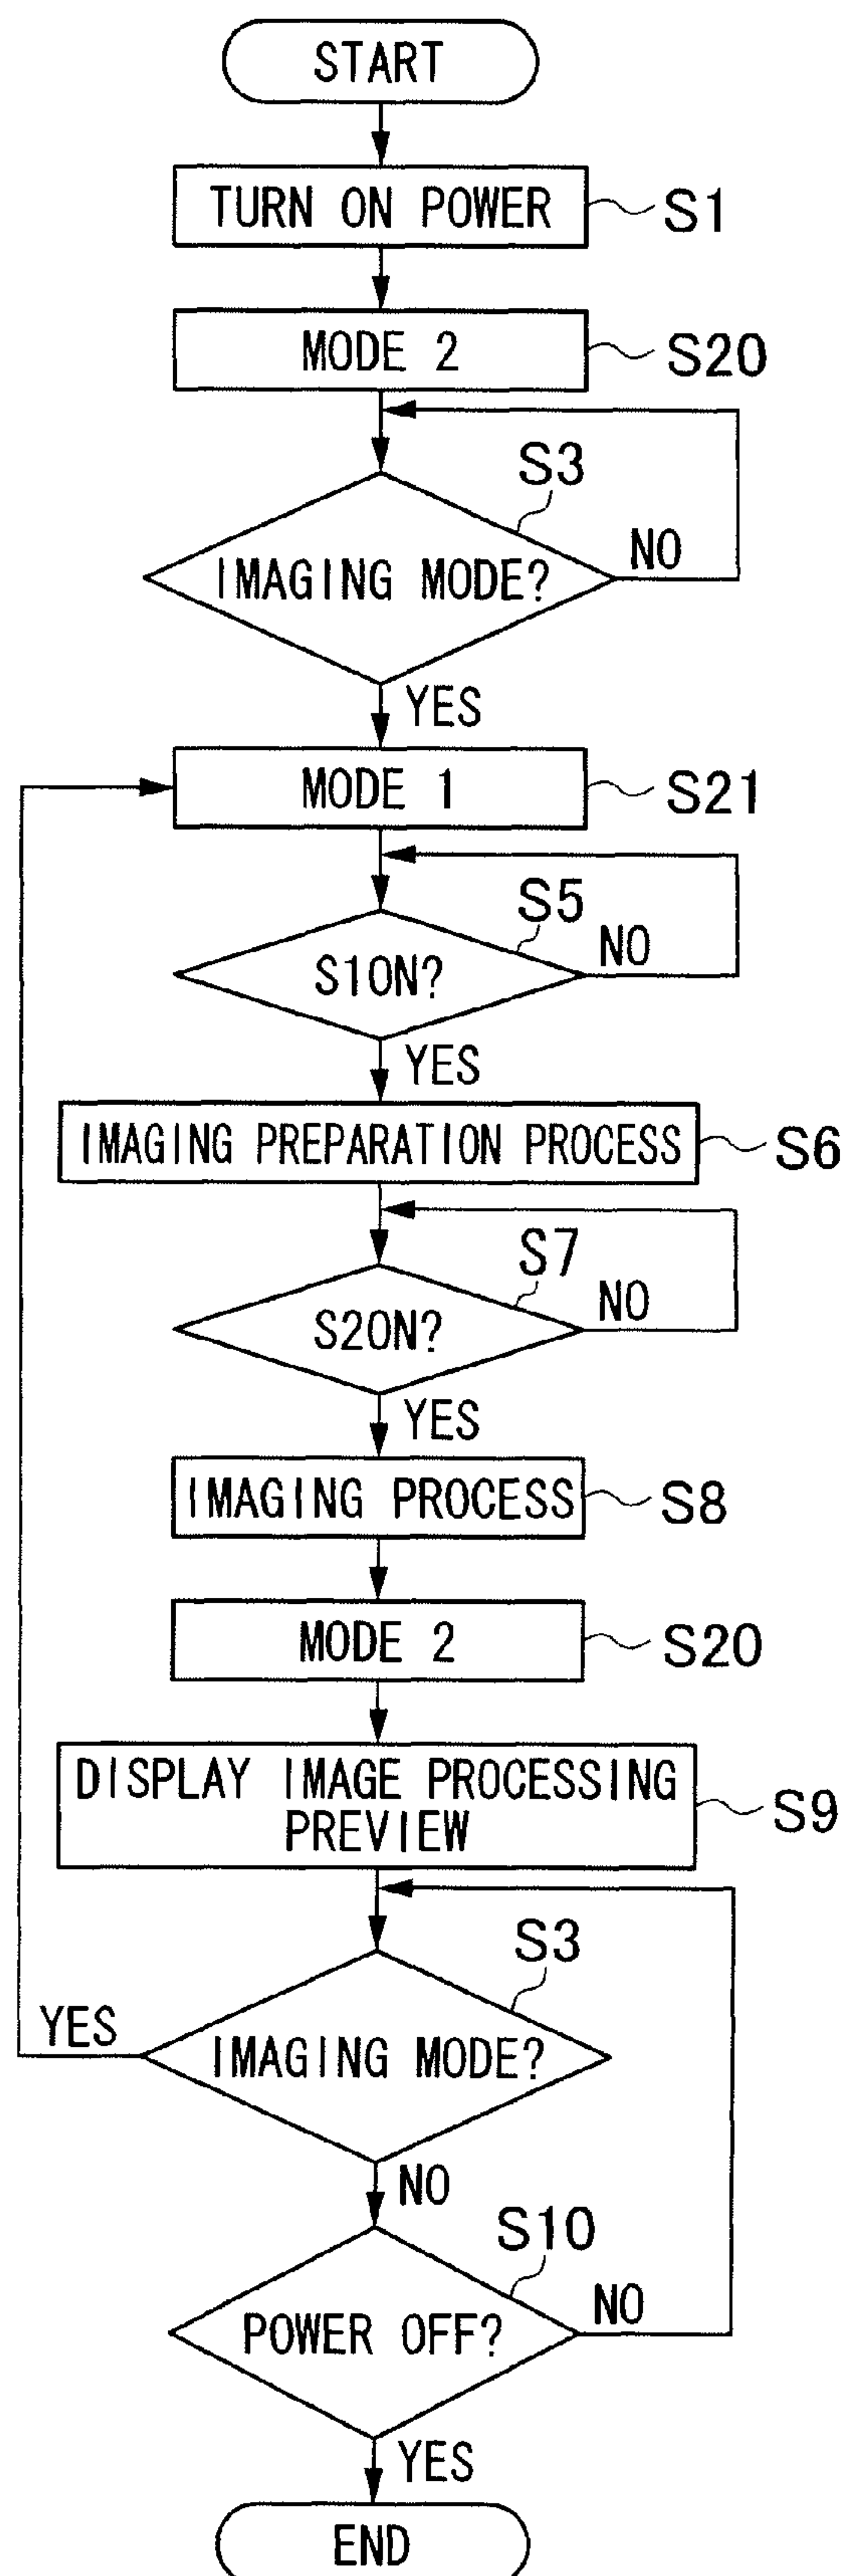 START
TURN ON POWER
S1
MODE 2
S20
S3
IMAGING MODE?
NO
YES
MODE 1
S21
S5
S1ON?
NO
YES
IMAGING PREPARATION PROCESS
S6
S7
S2ON?
NO
YES
IMAGING PROCESS
S8
MODE 2
S20
DISPLAY IMAGE PROCESSING
PREVIEW
S9
S3
YES
IMAGING MODE?
NO
S10
POWER OFF?
NO
YES
END